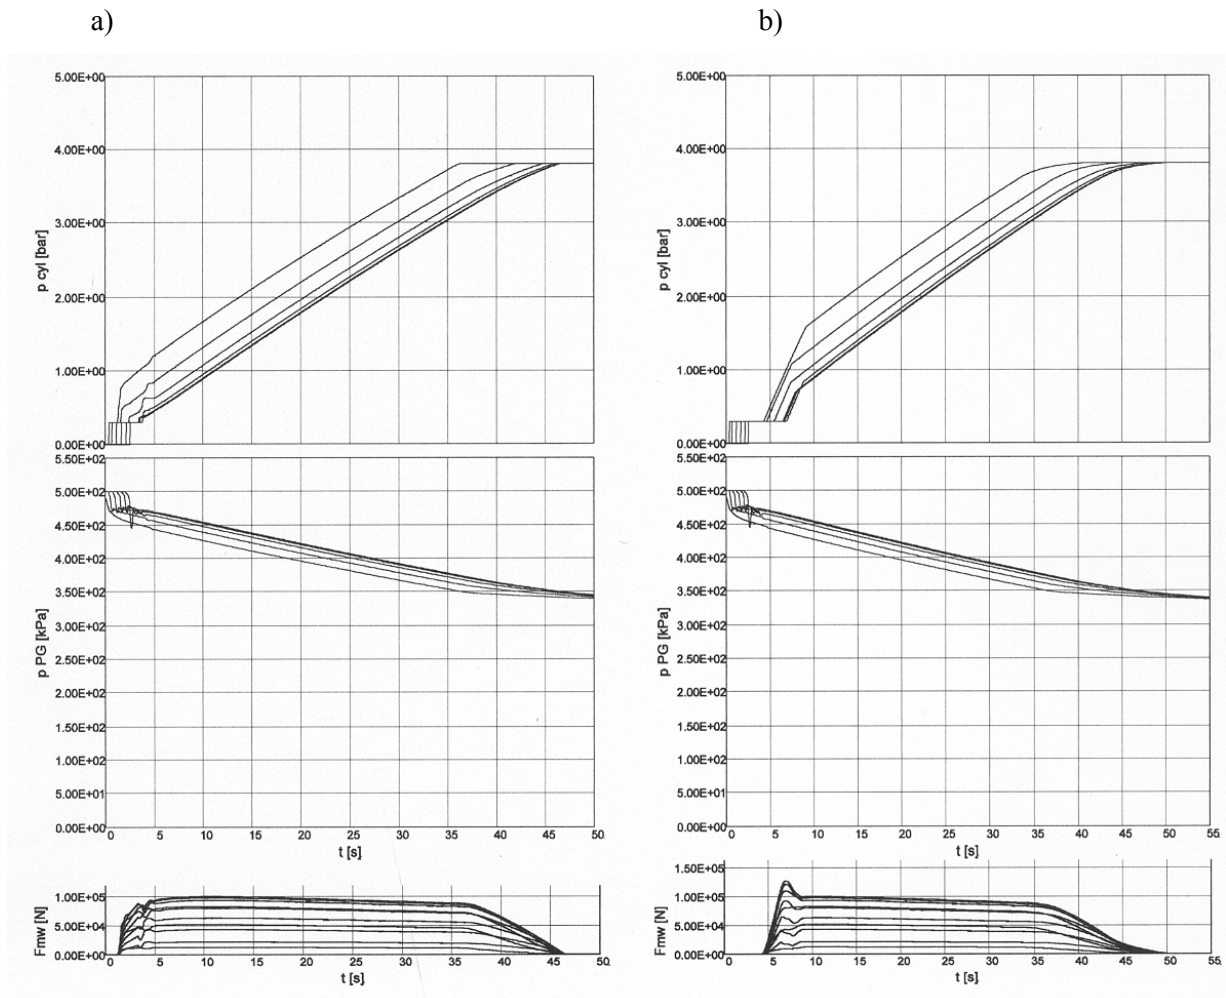 a)
b)
5.00E+00
4.00E+00
3.00E+00
2.00E+00
1.00E+00
0.00E+00
p cyl [bar]
5.50E+02
5.00E+02
4.50E+02
4.00E+02
3.50E+02
3.00E+02
2.50E+02
2.00E+02
1.50E+02
1.00E+02
5.00E+01
0.00E+00
p PG [kPa]
0 5 10 15 20 25 30 35 40 45 50
t [s]
1.00E+05
5.00E+04
0.00E+00
Fmw [N]
0 5 10 15 20 25 30 35 40 45 50
t [s]
5.00E+00
4.00E+00
3.00E+00
2.00E+00
1.00E+00
0.00E+00
p cyl [bar]
5.50E+02
5.00E+02
4.50E+02
4.00E+02
3.50E+02
3.00E+02
2.50E+02
2.00E+02
1.50E+02
1.00E+02
5.00E+01
0.00E+00
p PG [kPa]
0 5 10 15 20 25 30 35 40 45 50 55
t [s]
1.50E+05
1.00E+05
5.00E+04
0.00E+00
Fmw [N]
0 5 10 15 20 25 30 35 40 45 50 55
t [s]